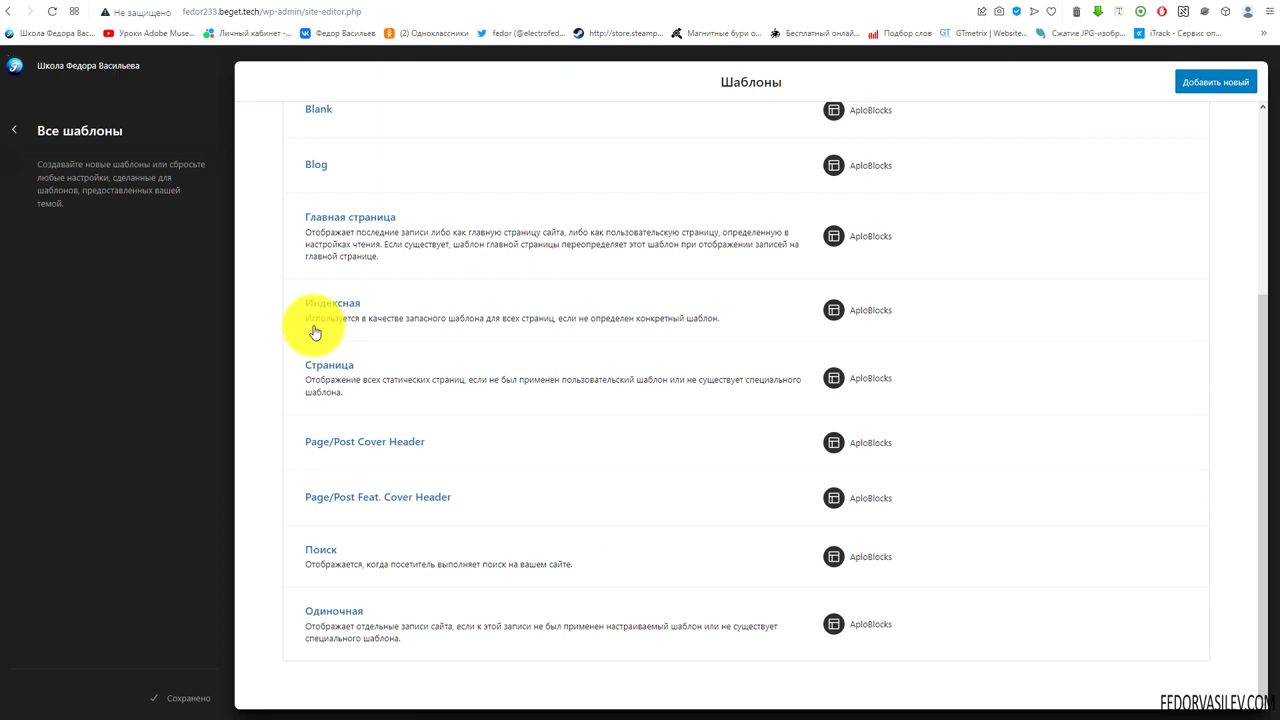 Не защищено
fedor233.beget.tech/wp-admin/site-editor.php
Школа Федора Вас...
Уроки Adobe Muse...
Личный кабинет -...
Федор Васильев
(2) Одноклассники
fedor (@electrofed...
http://store.steamp...
Магнитные бури о...
Бесплатный онлай...
Подбор слов
GTmetrix | Website...
Сжатие JPG-изобр...
iTrack - Сервис оп...
Школа Федора Васильева
Все шаблоны
Создавайте новые шаблоны или сбросьте
любые настройки, сделанные для
шаблонов, предоставленных вашей
темой.
Сохранено
Шаблоны
Добавить новый
Blank
AploBlocks
Blog
AploBlocks
Главная страница
Отображает последние записи либо как главную страницу сайта, либо как пользовательскую страницу, определенную в
настройках чтения. Если существует, шаблон главной страницы переопределяет этот шаблон при отображении записей на
главной странице.
AploBlocks
Индексная
Используется в качестве запасного шаблона для всех страниц, если не определен конкретный шаблон.
AploBlocks
Страница
Отображение всех статических страниц, если не был применен пользовательский шаблон или не существует специального
шаблона.
AploBlocks
Page/Post Cover Header
AploBlocks
Page/Post Feat. Cover Header
AploBlocks
Поиск
Отображается, когда посетитель выполняет поиск на вашем сайте.
AploBlocks
Одиночная
Отображает отдельные записи сайта, если к этой записи не был применен настраиваемый шаблон или не существует
специального шаблона.
AploBlocks
FEDORVASILEV.COM